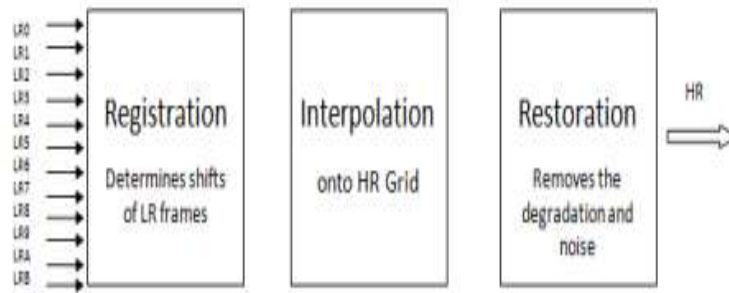 LR0
LR1
LR2
LR3
LR4
LR5
LR6
LR7
LR8
LR9
LRA
LRB
Registration
Determines shifts
of LR frames
Interpolation
onto HR Grid
Restoration
Removes the
degradation and
noise
HR